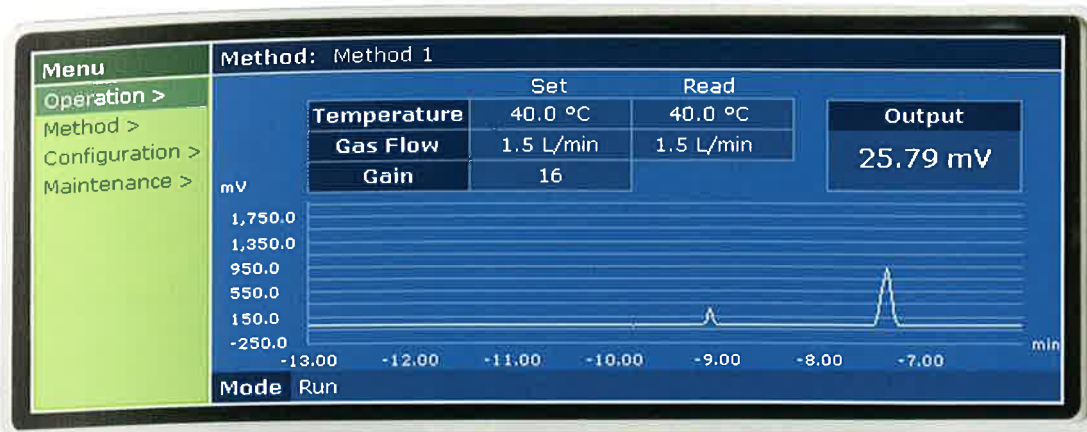 Menu
Operation >
Method >
Configuration >
Maintenance >
Method: Method 1
Set Read
Temperature 40.0 °C 40.0 °C
Gas Flow 1.5 L/min 1.5 L/min
Gain 16
Output
25.79 mV
mV
1,750.0
1,350.0
950.0
550.0
150.0
-250.0
-13.00 -12.00 -11.00 -10.00 -9.00 -8.00 -7.00
min
Mode Run